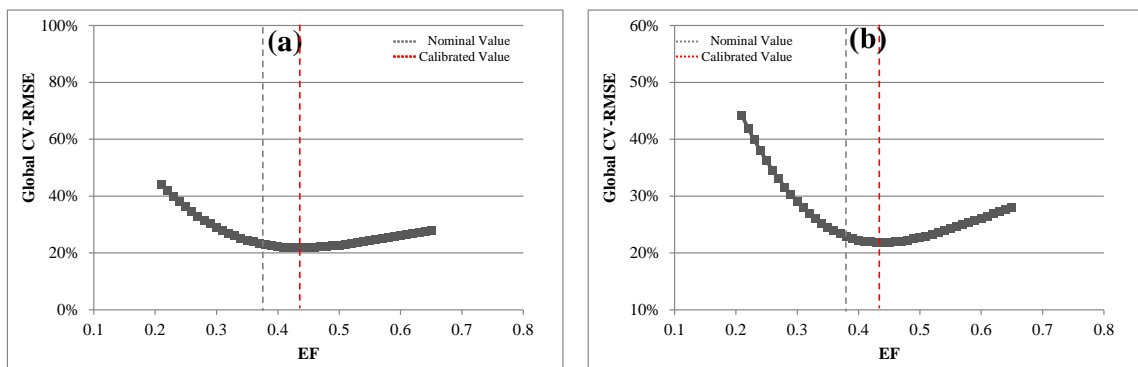 (a)
Nominal Value
Calibrated Value
Global CV-RMSE
100%
80%
60%
40%
20%
0%
0.1 0.2 0.3 0.4 0.5 0.6 0.7 0.8
EF
(b)
Nominal Value
Calibrated Value
Global CV-RMSE
60%
50%
40%
30%
20%
10%
0.1 0.2 0.3 0.4 0.5 0.6 0.7 0.8
EF